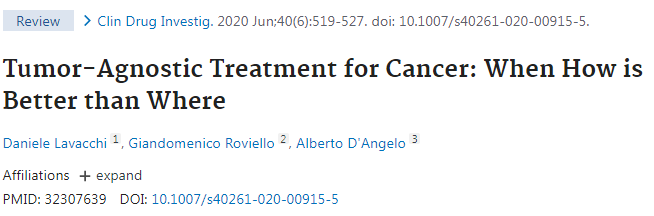 Review Clin Drug Investig. 2020 Jun;40(6):519-527. doi: 10.1007/s40261-020-00915-5.
Tumor-Agnostic Treatment for Cancer: When How is
Better than Where
Daniele Lavacchi 1, Giandomenico Roviello 2, Alberto D'Angelo 3
Affiliations + expand
PMID: 32307639 DOI: 10.1007/s40261-020-00915-5